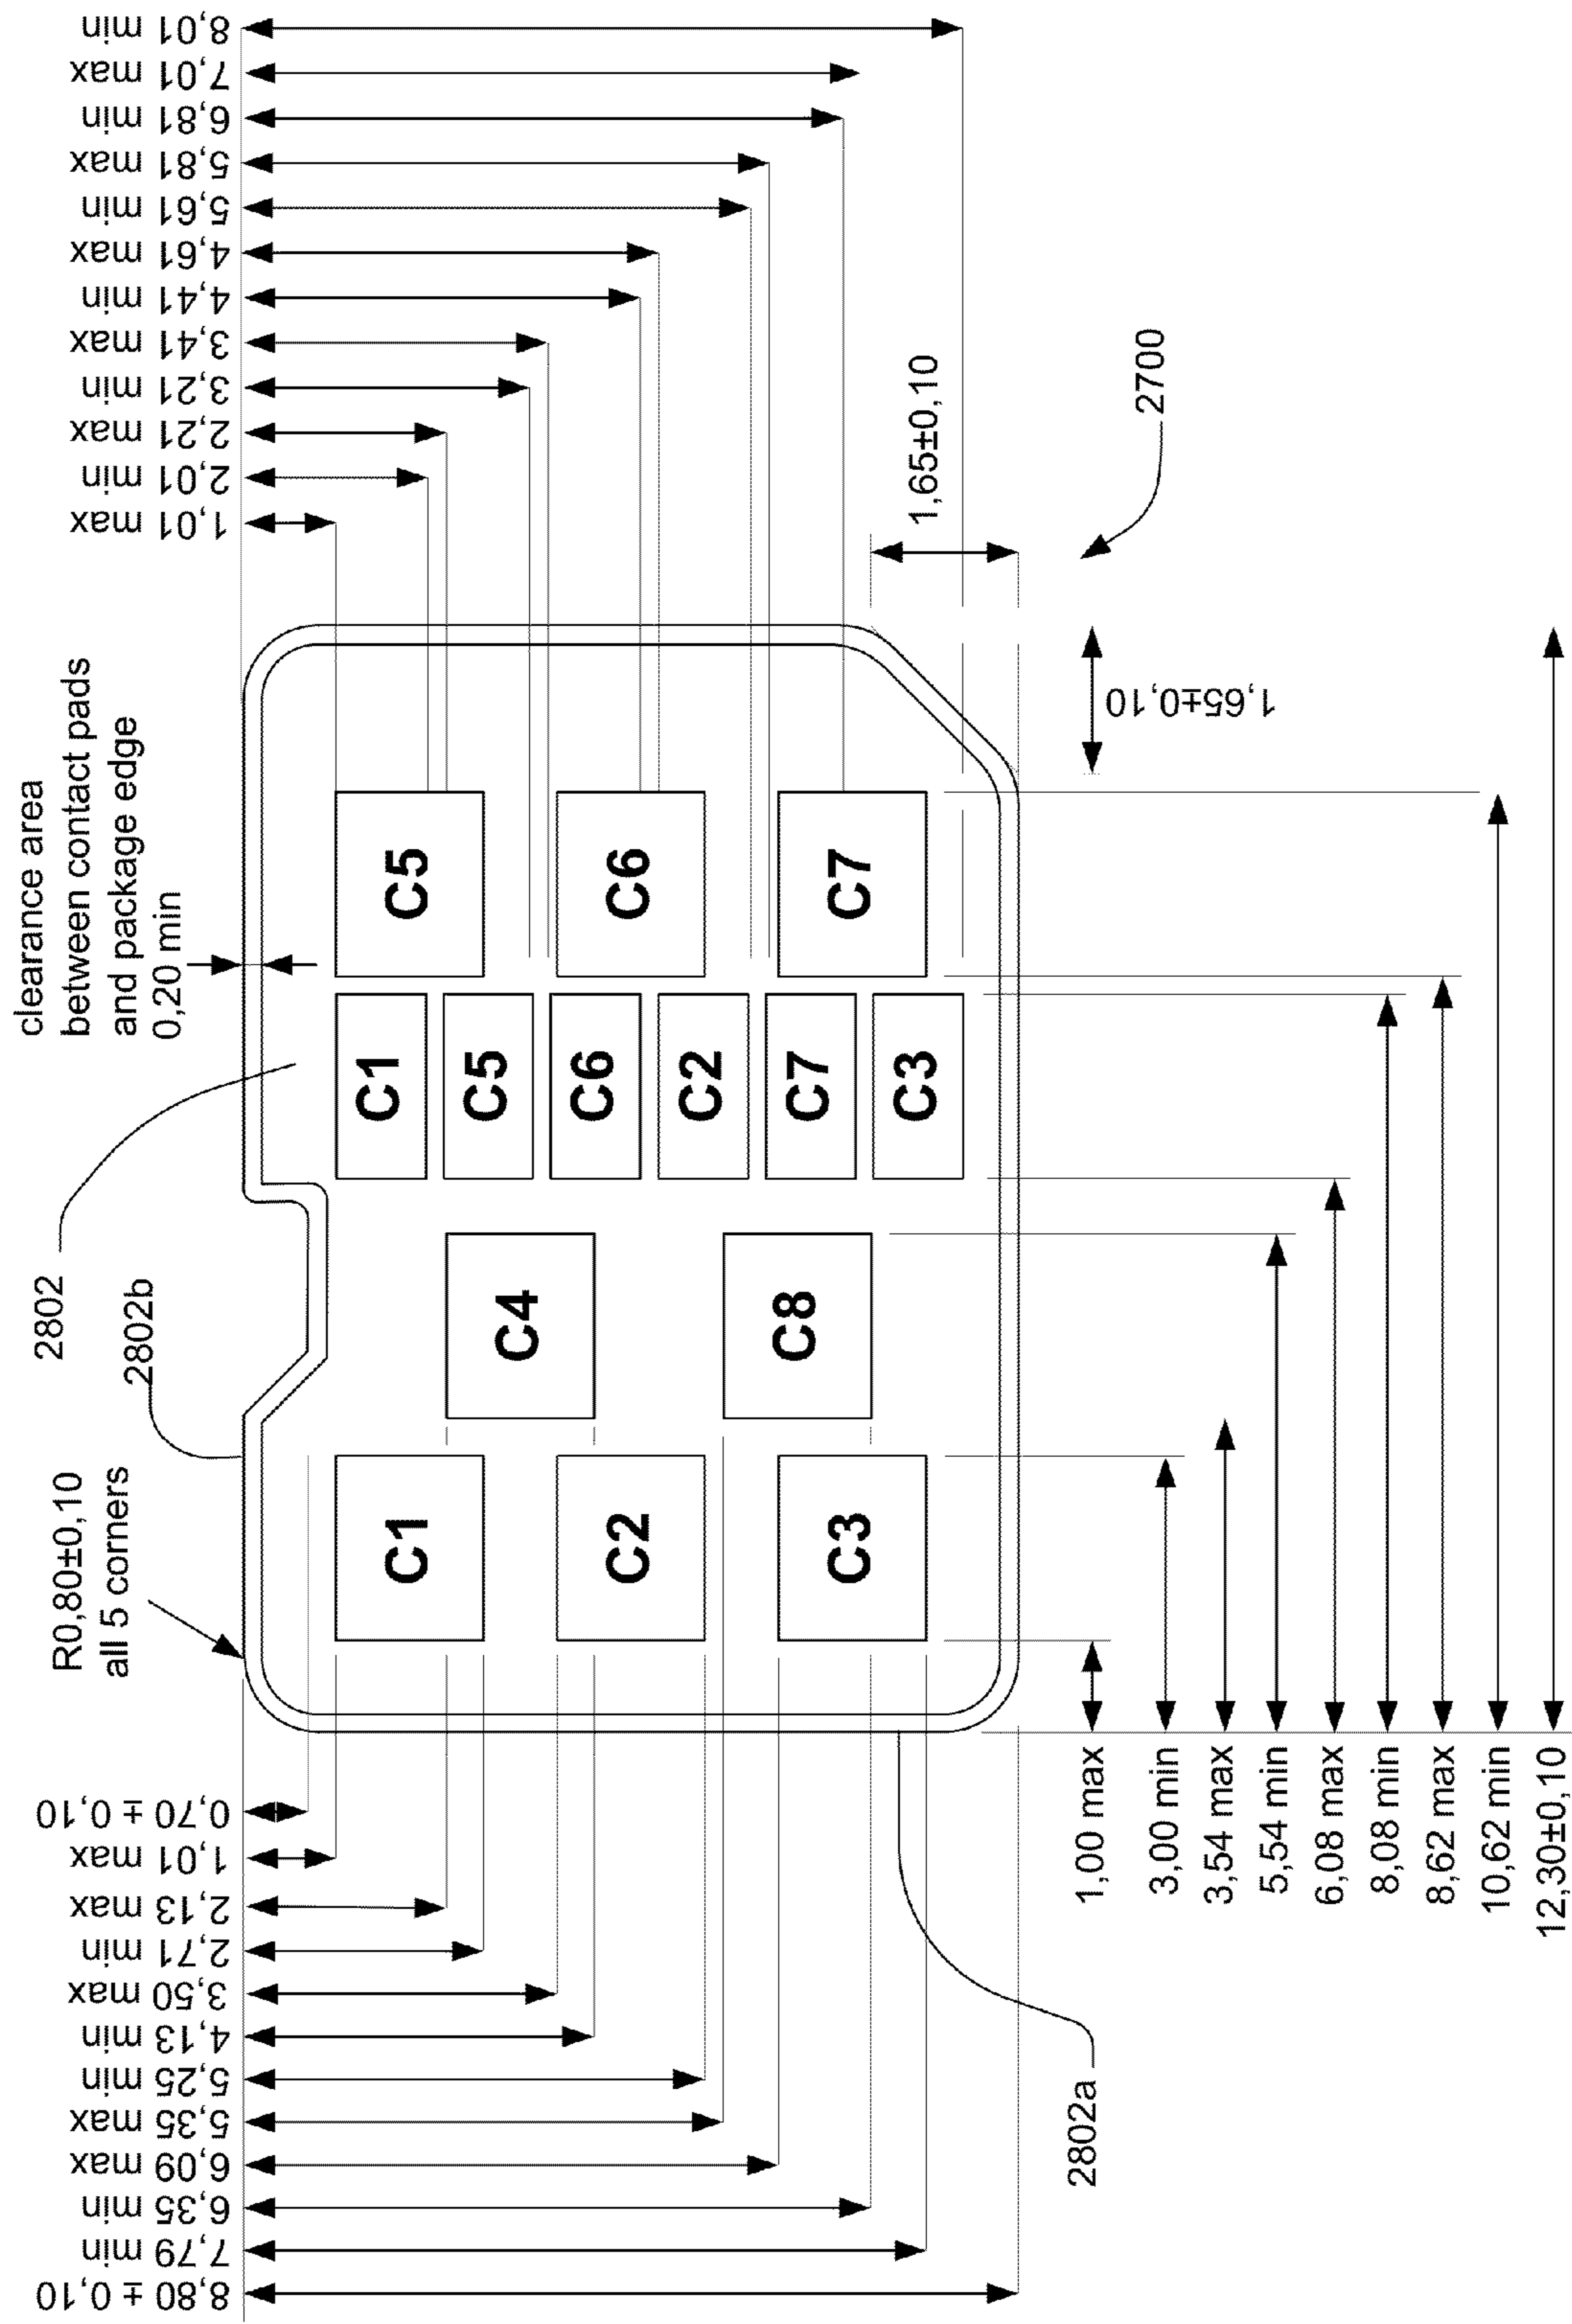 8,01 min
7,01 max
6,81 min
5,81 max
5,61 min
4,61 max
4,41 min
3,41 max
3,21 min
2,21 max
2,01 min
1,01 max
1,65±0,10
2700
1,65±0,10
clearance area
between contact pads
and package edge
0,20 min
2802
2802b
R0,80±0,10
all 5 corners
C5
C6
C7
C1
C5
C6
C2
C7
C3
C4
C8
C1
C2
C3
0,70 ± 0,10
1,01 max
2,13 max
2,71 min
3,50 max
4,13 min
5,25 min
5,35 max
6,09 max
6,35 min
7,79 min
8,80 ± 0,10
2802a
1,00 max
3,00 min
3,54 max
5,54 min
6,08 max
8,08 min
8,62 max
10,62 min
12,30±0,10